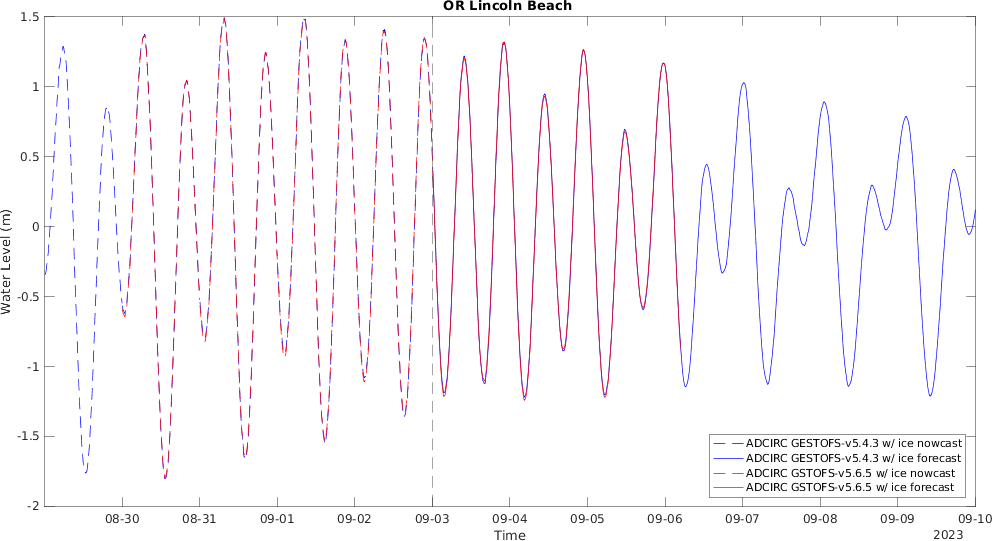 OR Lincoln Beach
1.5
1
0.5
0
-0.5
-1
-1.5
-2
Water Level (m)
08-30 08-31 09-01 09-02 09-03 09-04 09-05 09-06 09-07 09-08 09-09 09-10
Time
2023
ADCIRC GESTOFS-v5.4.3 w/ ice nowcast
ADCIRC GESTOFS-v5.4.3 w/ ice forecast
ADCIRC GSTOFS-v5.6.5 w/ ice nowcast
ADCIRC GSTOFS-v5.6.5 w/ ice forecast